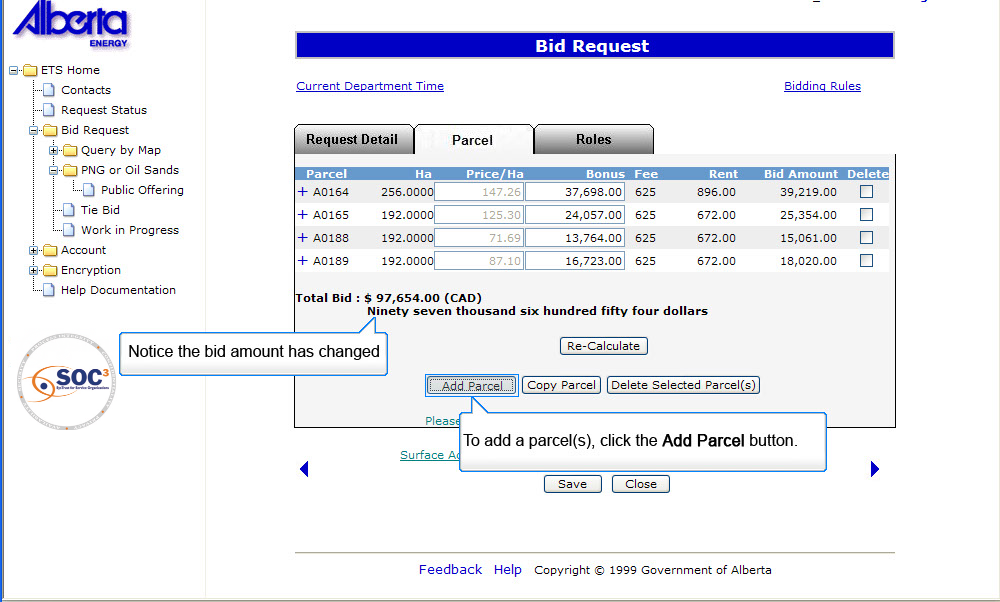 Alberta
ENERGY
ETS Home
Contacts
Request Status
Bid Request
Query by Map
PNG or Oil Sands
Public Offering
Tie Bid
Work in Progress
Account
Encryption
Help Documentation
SOC 3
SysTrust for Service Organizations
Bid Request
Current Department Time Bidding Rules
Request Detail Parcel Roles
Parcel Ha Price/Ha Bonus Fee Rent Bid Amount Delete
+ A0164 256.0000 147.26 37,698.00 625 896.00 39,219.00
+ A0165 192.0000 125.30 24,057.00 625 672.00 25,354.00
+ A0188 192.0000 71.69 13,764.00 625 672.00 15,061.00
+ A0189 192.0000 87.10 16,723.00 625 672.00 18,020.00
Total Bid : $ 97,654.00 (CAD)
Ninety seven thousand six hundred fifty four dollars
Notice the bid amount has changed
Re-Calculate
Add Parcel Copy Parcel Delete Selected Parcel(s)
Please
To add a parcel(s), click the Add Parcel button.
Surface
Save Close
Feedback Help Copyright © 1999 Government of Alberta